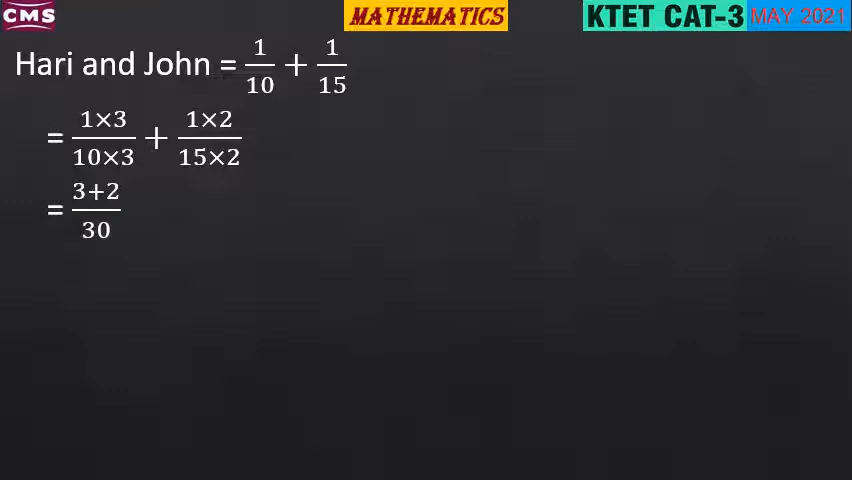 CMS
MATHEMATICS
KTET CAT-3 MAY 2021
Hari and John = 1/10 + 1/15
= 1×3/10×3 + 1×2/15×2
= 3+2/30